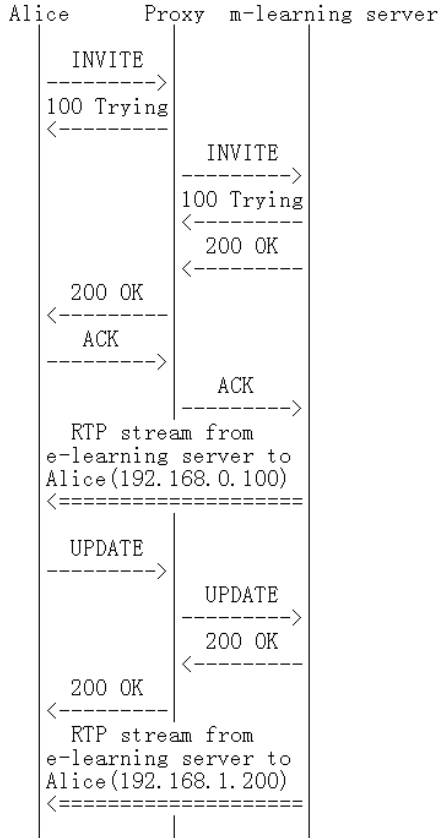 Alice Proxy m-learning server
INVITE
100 Trying
INVITE
100 Trying
200 OK
200 OK
ACK
ACK
RTP stream from
e-learning server to
Alice(192.168.0.100)
UPDATE
UPDATE
200 OK
200 OK
RTP stream from
e-learning server to
Alice(192.168.1.200)